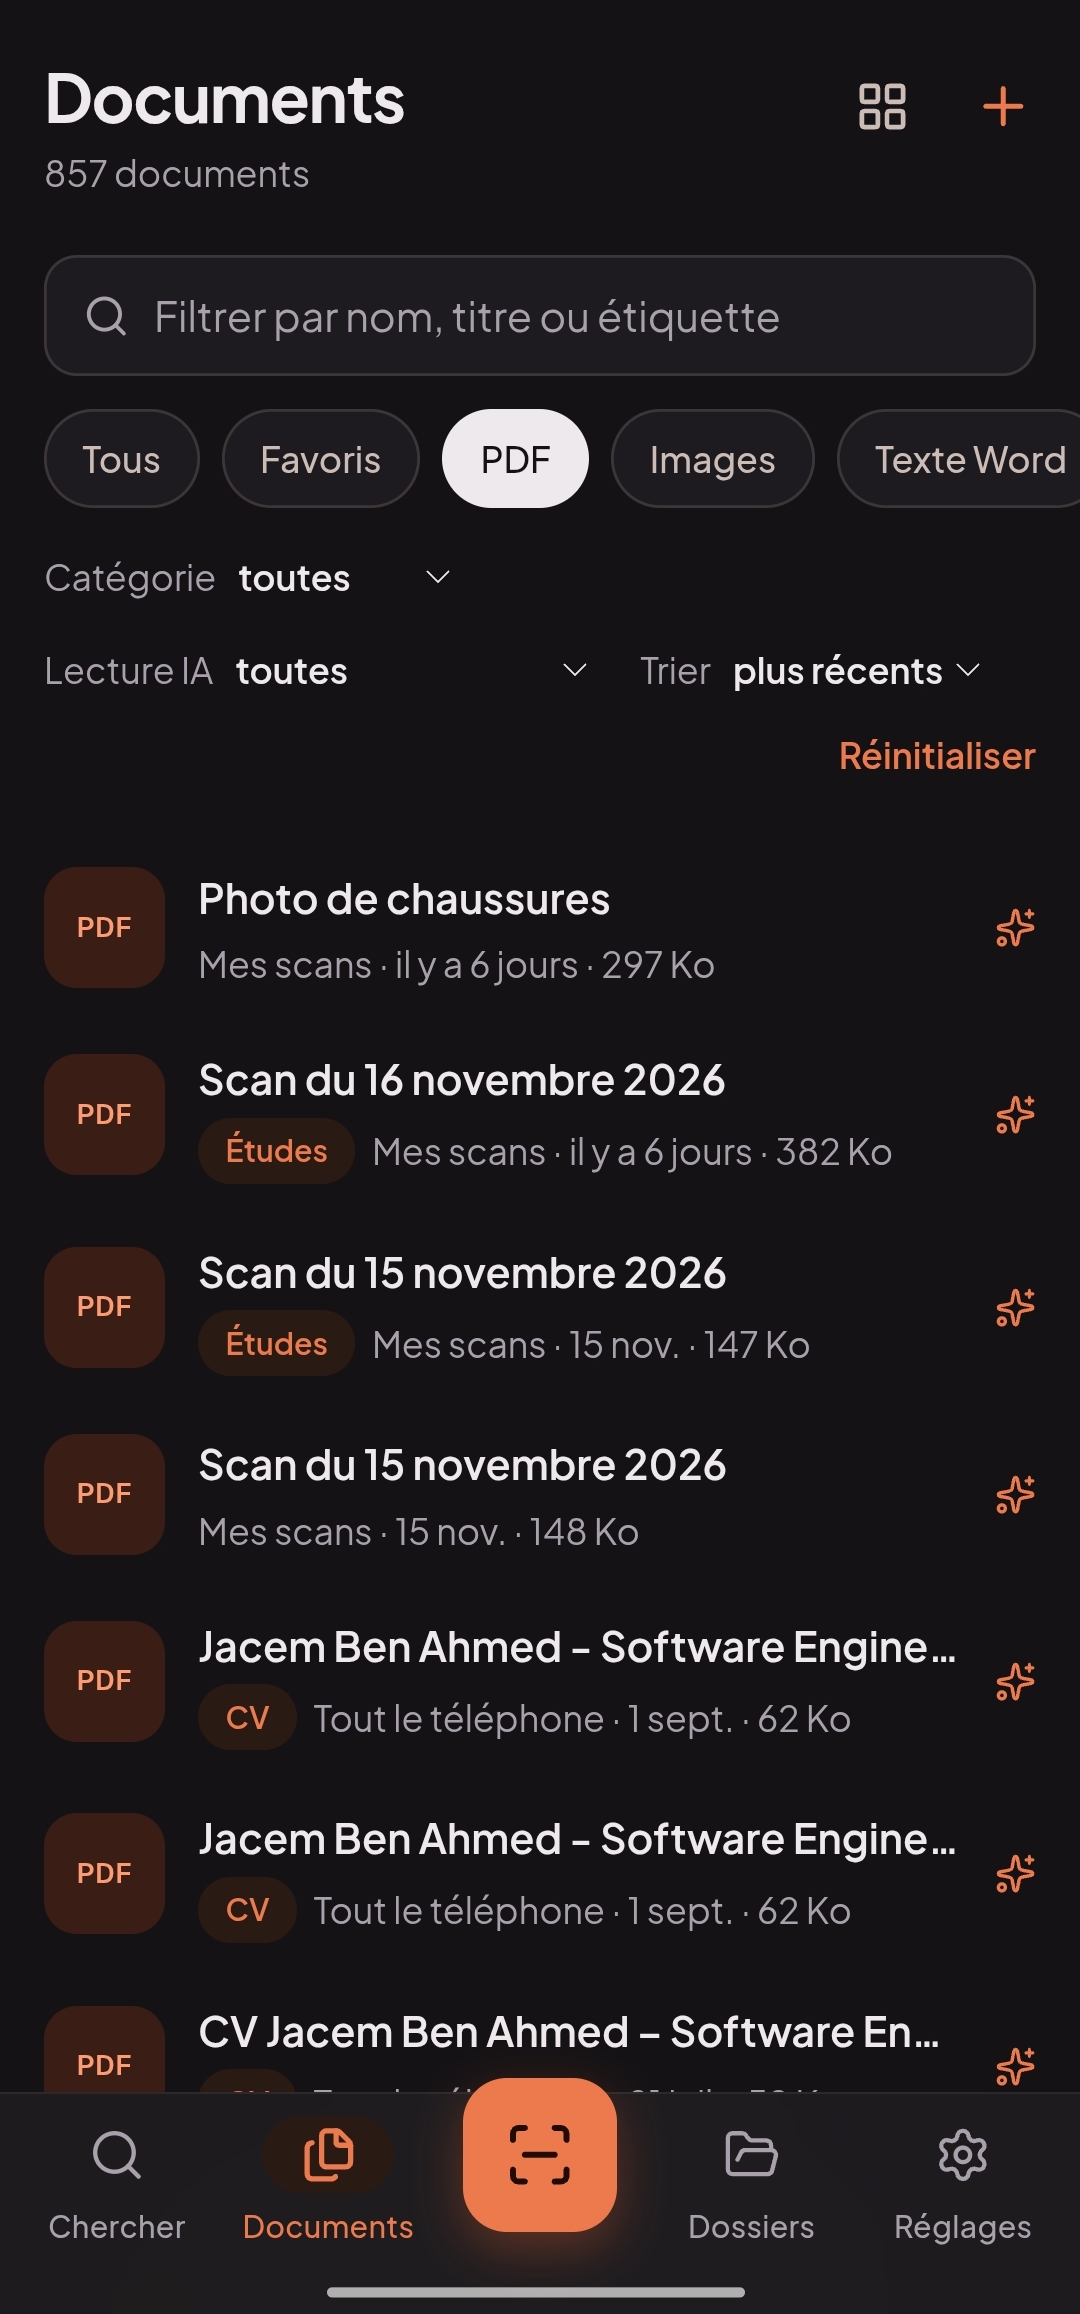 Documents
857 documents
Filtrer par nom, titre ou étiquette
Tous Favoris PDF Images Texte Word
Catégorie toutes
Lecture IA toutes Trier plus récents
Réinitialiser
PDF Photo de chaussures
Mes scans · il y a 6 jours · 297 Ko
PDF Scan du 16 novembre 2026
Études Mes scans · il y a 6 jours · 382 Ko
PDF Scan du 15 novembre 2026
Études Mes scans · 15 nov. · 147 Ko
PDF Scan du 15 novembre 2026
Mes scans · 15 nov. · 148 Ko
PDF Jacem Ben Ahmed - Software Engine...
CV Tout le téléphone · 1 sept. · 62 Ko
PDF Jacem Ben Ahmed - Software Engine...
CV Tout le téléphone · 1 sept. · 62 Ko
PDF CV Jacem Ben Ahmed – Software En...
Chercher Documents Dossiers Réglages